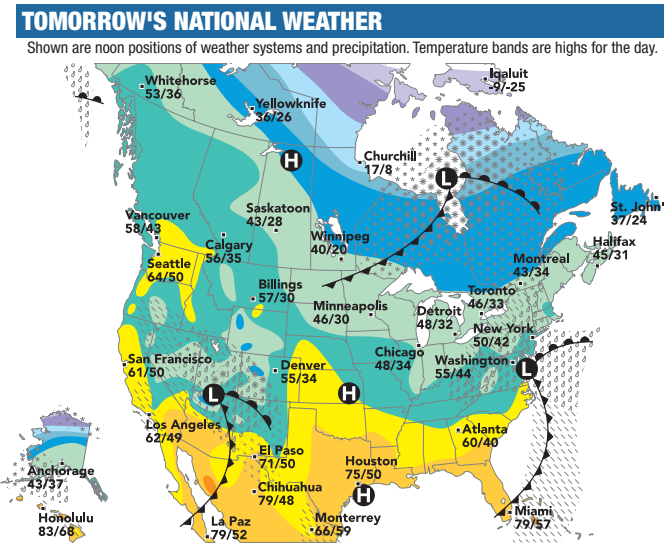 TOMORROW'S NATIONAL WEATHER
Shown are noon positions of weather systems and precipitation. Temperature bands are highs for the day.
Whitehorse
53/36
Iqaluit
-9/-25
Yellowknife
36/26
H
Churchill
17/8
L
Vancouver
58/43
Saskatoon
43/28
St. John'
37/24
Calgary
56/35
Winnipeg
40/20
Halifax
45/31
Seattle
64/50
Montreal
43/34
Billings
57/30
Toronto
46/33
Minneapolis
46/30
Detroit
48/32
New York
50/42
San Francisco
61/50
Denver
55/34
Chicago
48/34
Washington
55/44
L
L
H
Los Angeles
62/49
Atlanta
60/40
El Paso
71/50
Houston
75/50
Anchorage
43/37
Chihuahua
79/48
H
Honolulu
83/68
La Paz
79/52
Monterrey
66/59
Miami
79/57